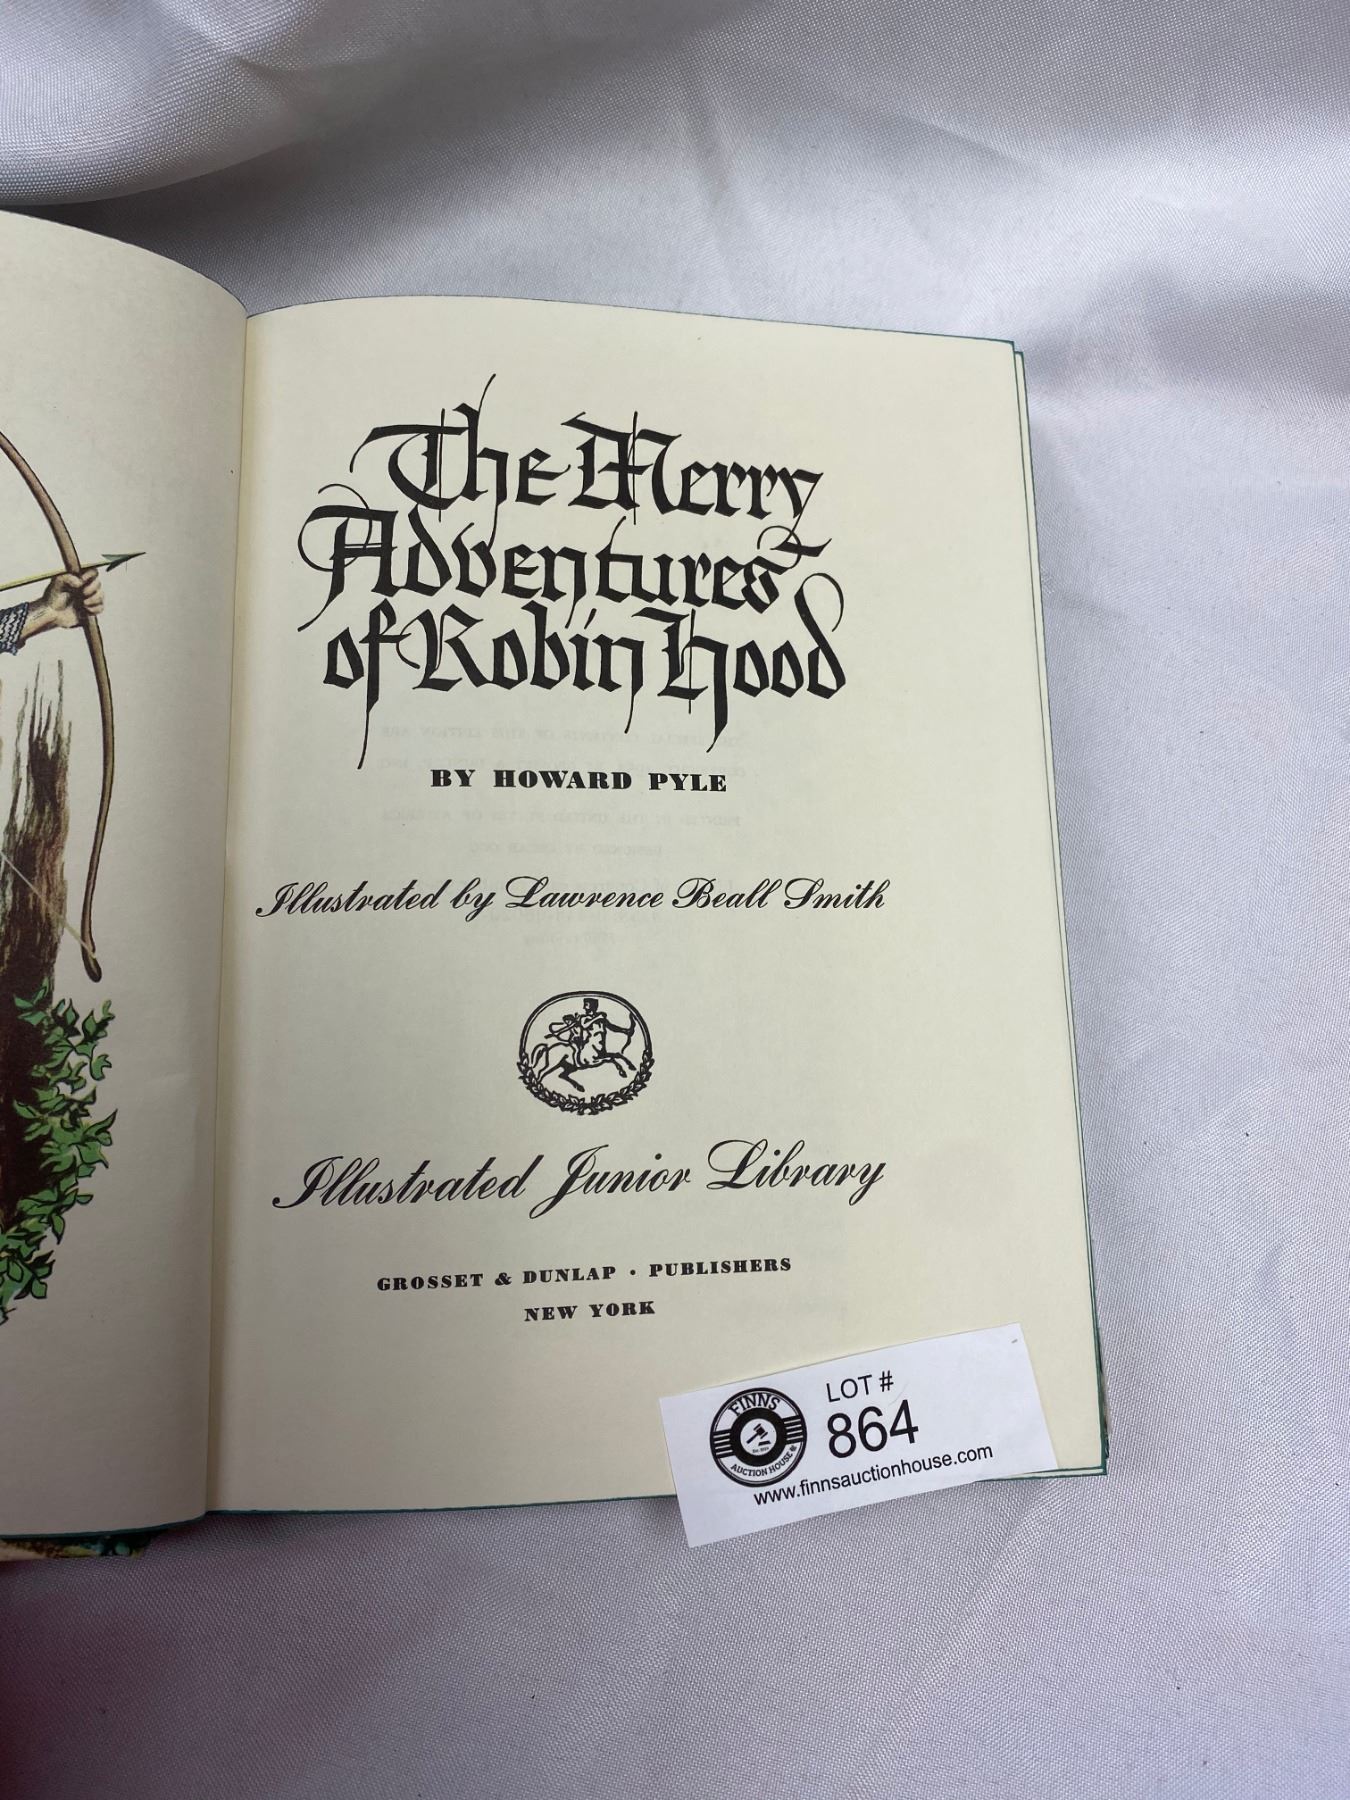 The Merry
Adventures
of Robin Hood
BY HOWARD PYLE
Illustrated by Lawrence Beall Smith
Illustrated Junior Library
GROSSET & DUNLAP • PUBLISHERS
NEW YORK
FINNS
AUCTION HOUSE
LOT #
864
www.finnsauctionhouse.com